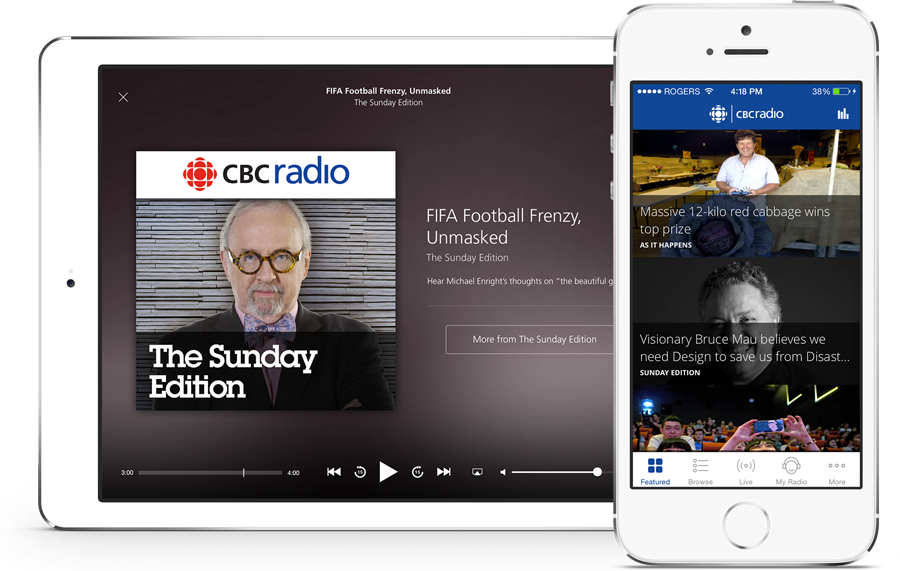 FIFA Football Frenzy, Unmasked
The Sunday Edition
CBC radio
The Sunday
Edition
FIFA Football Frenzy,
Unmasked
The Sunday Edition
Hear Michael Enright's thoughts on "the beautiful g
More from The Sunday Edition
3:00
4:00
15
15
ROGERS
4:18 PM
38%
CBC radio
Massive 12-kilo red cabbage wins
top prize
AS IT HAPPENS
Visionary Bruce Mau believes we
need Design to save us from Disast...
SUNDAY EDITION
Featured
Browse
Live
My Radio
More